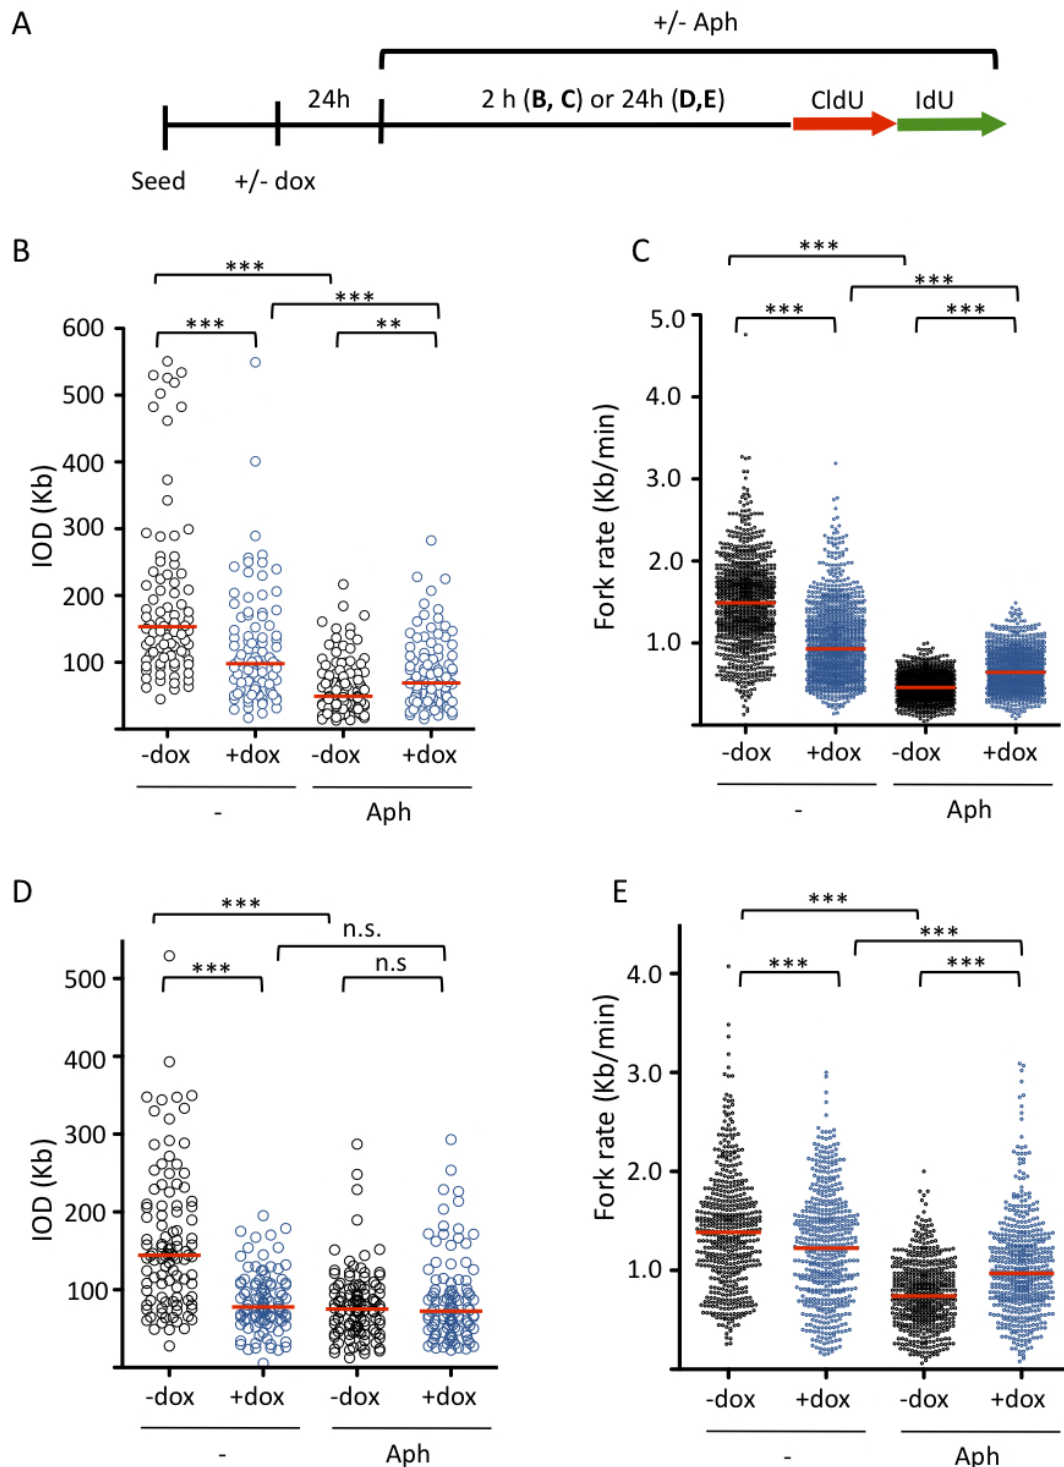 A
+/- Aph
24h
2 h (B, C) or 24h (D,E)
CldU
IdU
Seed
+/- dox
B
***
***
***
**
600
500
400
300
200
100
IOD (Kb)
-dox
+dox
-dox
+dox
-
Aph
C
***
***
***
***
5.0
4.0
3.0
2.0
1.0
Fork rate (Kb/min)
-dox
+dox
-dox
+dox
-
Aph
D
***
n.s.
***
n.s
500
400
300
200
100
IOD (Kb)
-dox
+dox
-dox
+dox
-
Aph
E
***
***
***
***
4.0
3.0
2.0
1.0
Fork rate (Kb/min)
-dox
+dox
-dox
+dox
-
Aph